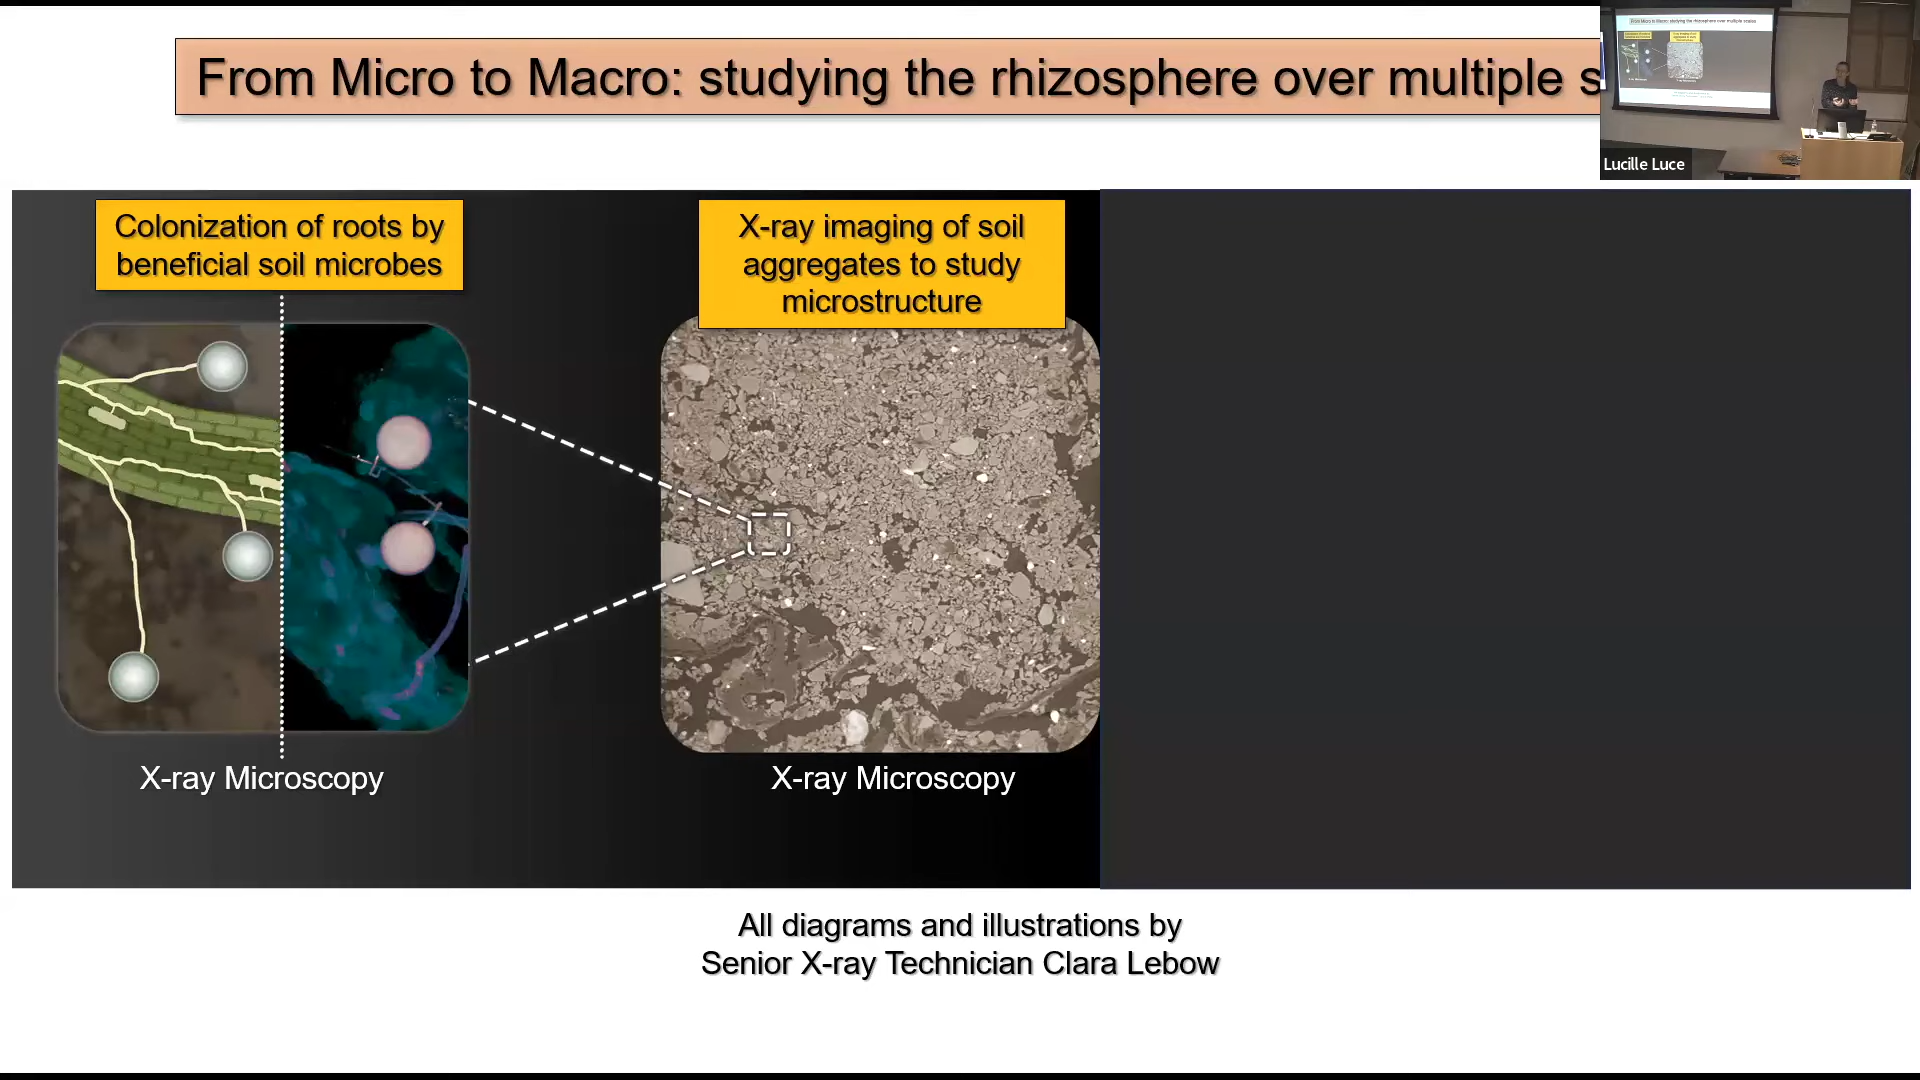 From Micro to Macro: studying the rhizosphere over multiple s
Lucille Luce
Colonization of roots by
beneficial soil microbes
X-ray imaging of soil
aggregates to study
microstructure
X-ray Microscopy
X-ray Microscopy
All diagrams and illustrations by
Senior X-ray Technician Clara Lebow